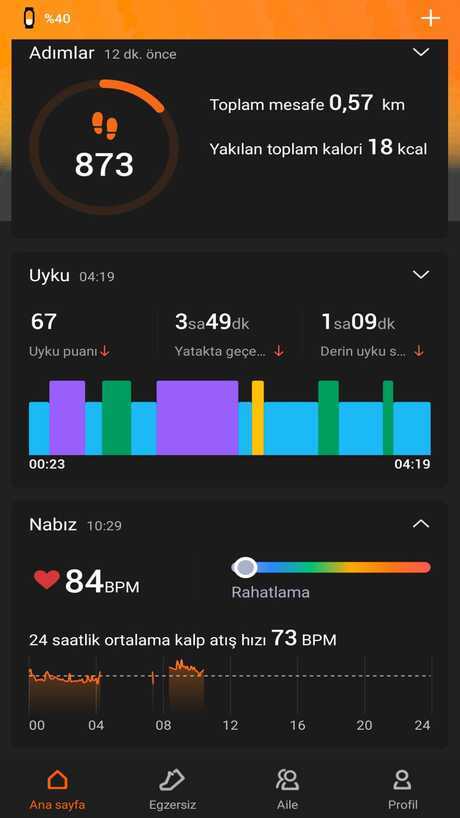 %40
Adımlar 12 dk. önce
873
Toplam mesafe 0,57 km
Yakılan toplam kalori 18 kcal
Uyku 04:19
67
Uyku puanı
3sa49dk
Yatakta geçe...
1sa09dk
Derin uyku s...
00:23 04:19
Nabız 10:29
84BPM
Rahatlama
24 saatlik ortalama kalp atış hızı 73 BPM
00 04 08 12 16 20 24
Ana sayfa Egzersiz Aile Profil